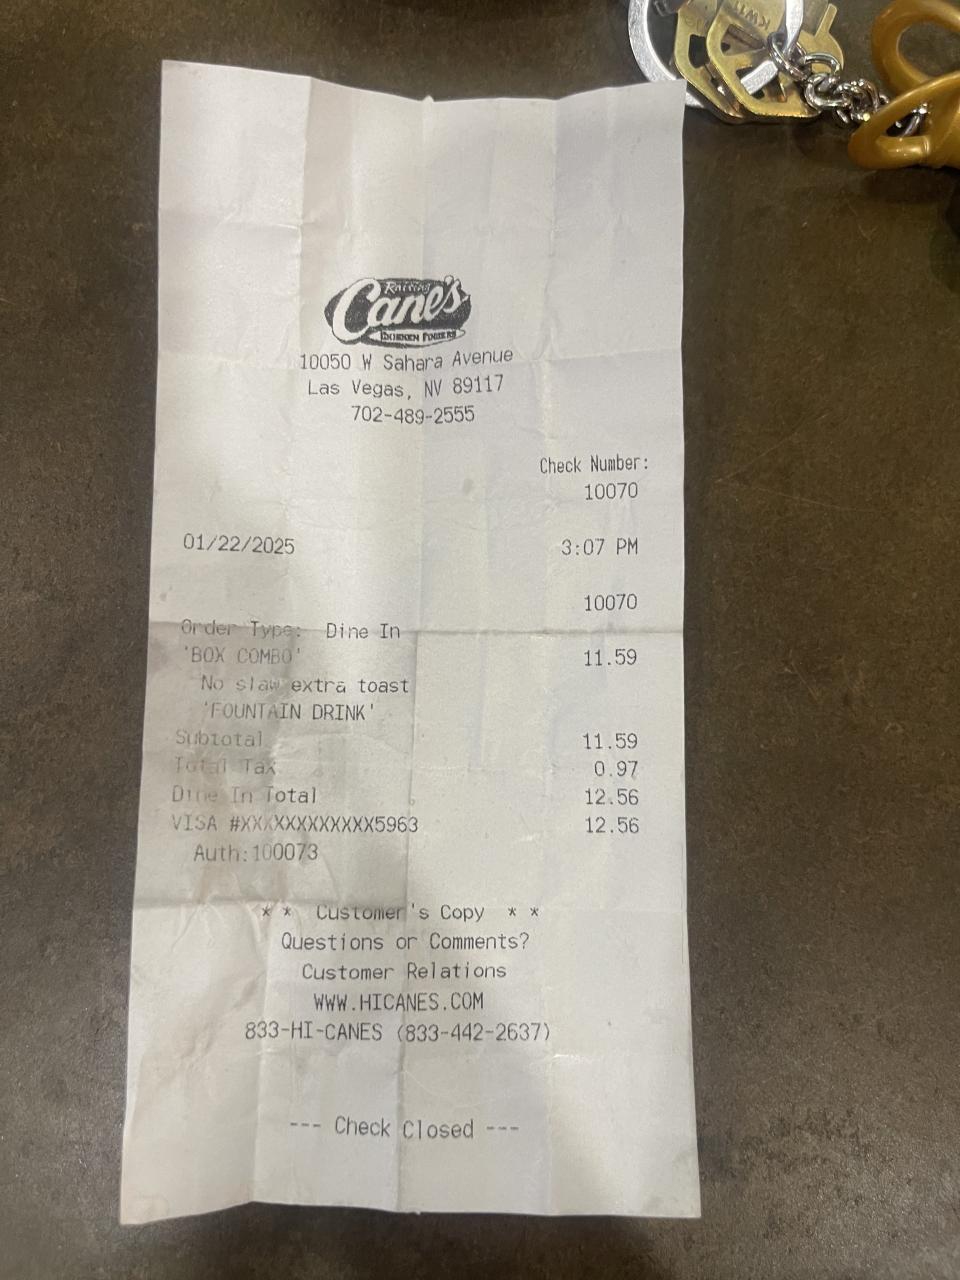 Raising
Cane's
CHICKEN FINGERS
10050 W Sahara Avenue
Las Vegas, NV 89117
702-489-2555
Check Number:
10070
01/22/2025 3:07 PM
10070
Order Type: Dine In
'BOX COMBO' 11.59
No slaw extra toast
'FOUNTAIN DRINK'
Subtotal 11.59
Total Tax 0.97
Dine In Total 12.56
VISA #XXXXXXXXXXXX5963 12.56
Auth:100073
* * Customer's Copy * *
Questions or Comments?
Customer Relations
WWW.HICANES.COM
833-HI-CANES (833-442-2637)
--- Check Closed ---